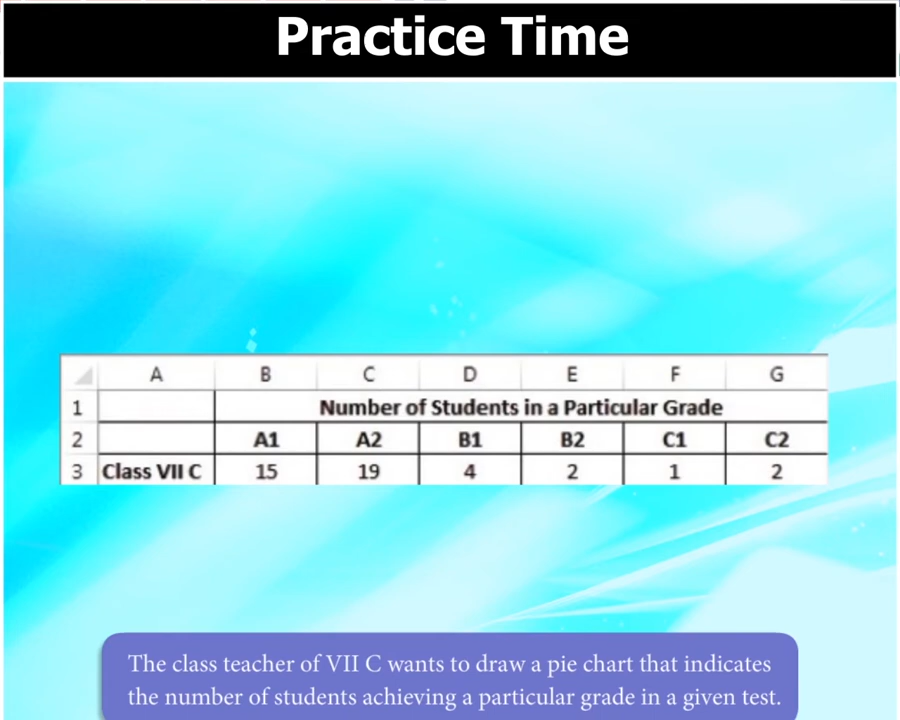 Practice Time
A B C D E F G
1 Number of Students in a Particular Grade
2 A1 A2 B1 B2 C1 C2
3 Class VII C 15 19 4 2 1 2
The class teacher of VII C wants to draw a pie chart that indicates
the number of students achieving a particular grade in a given test.